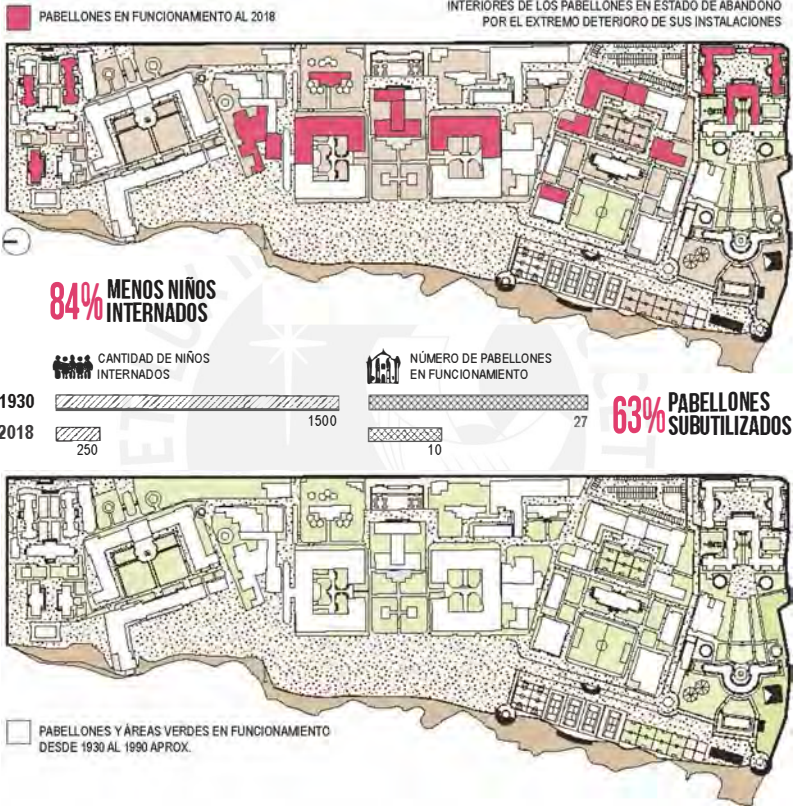 PABELLONES EN FUNCIONAMIENTO AL 2018
INTERIORES DE LOS PABELLONES EN ESTADO DE ABANDONO
POR EL EXTREMO DETERIORO DE SUS INSTALACIONES
84% MENOS NIÑOS
INTERNADOS
CANTIDAD DE NIÑOS
INTERNADOS
NÚMERO DE PABELLONES
EN FUNCIONAMIENTO
1930
1500
27
2018
250
10
63% PABELLONES
SUBUTILIZADOS
PABELLONES Y ÁREAS VERDES EN FUNCIONAMIENTO
DESDE 1930 AL 1990 APROX.